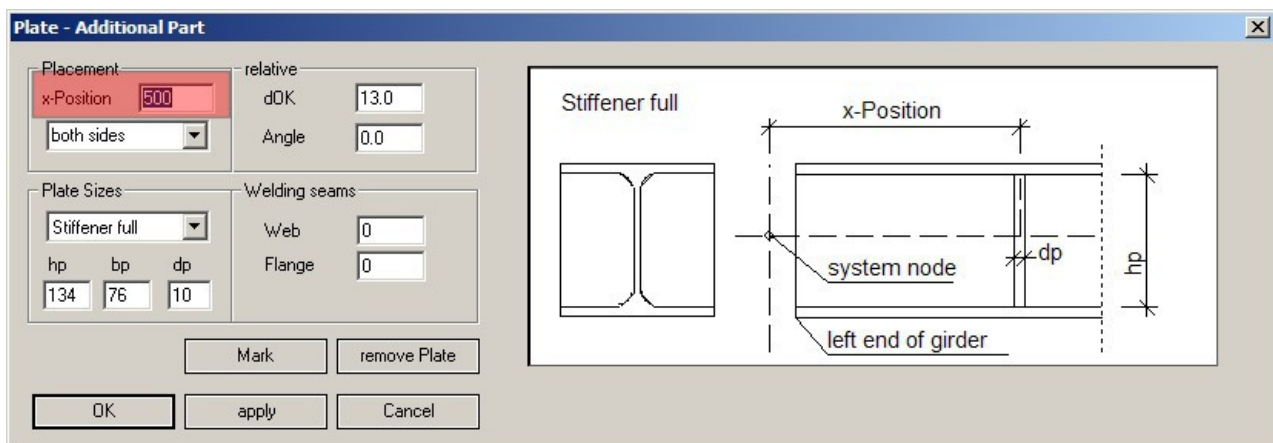 Plate - Additional Part
Placement
x-Position 500
both sides
relative
dOK 13.0
Angle 0.0
Plate Sizes
Stiffener full
hp bp dp
134 76 10
Welding seams
Web 0
Flange 0
Mark remove Plate
OK apply Cancel
Stiffener full
x-Position
system node
dp
hp
left end of girder